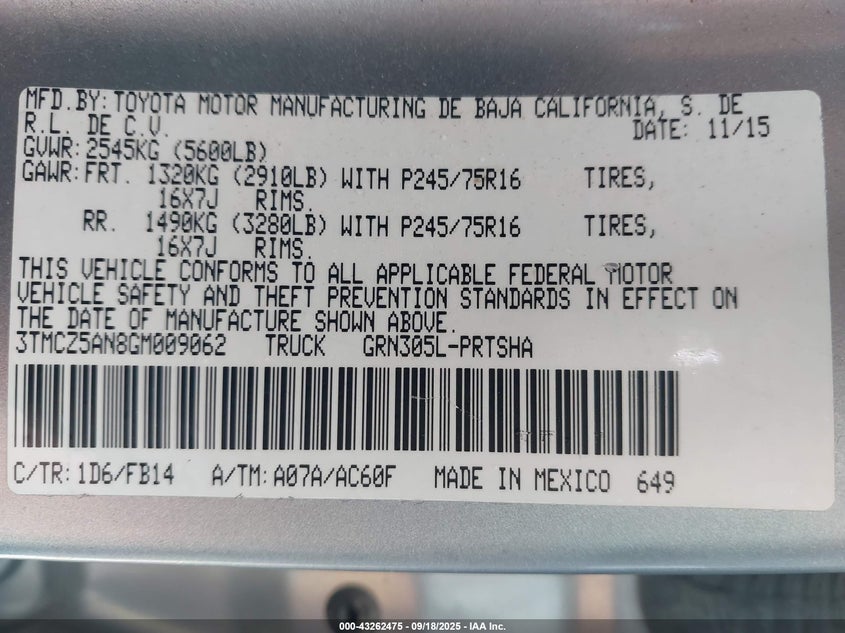 MFD.BY: TOYOTA MOTOR MANUFACTURING DE BAJA CALIFORNIA, S. DE
R.L. DE C.V. DATE: 11/15
GVWR: 2545KG (5600LB)
GAWR: FRT. 1320KG (2910LB) WITH P245/75R16 TIRES,
16X7J RIMS.
RR. 1490KG (3280LB) WITH P245/75R16 TIRES,
16X7J RIMS.
THIS VEHICLE CONFORMS TO ALL APPLICABLE FEDERAL MOTOR
VEHICLE SAFETY AND THEFT PREVENTION STANDARDS IN EFFECT ON
THE DATE OF MANUFACTURE SHOWN ABOVE.
3TMCZ5AN8GM009062 TRUCK GRN305L-PRTSHA
C/TR: 1D6/FB14 A/TM: A07A/AC60F MADE IN MEXICO 649
000-43262475 - 09/18/2025 - IAA Inc.